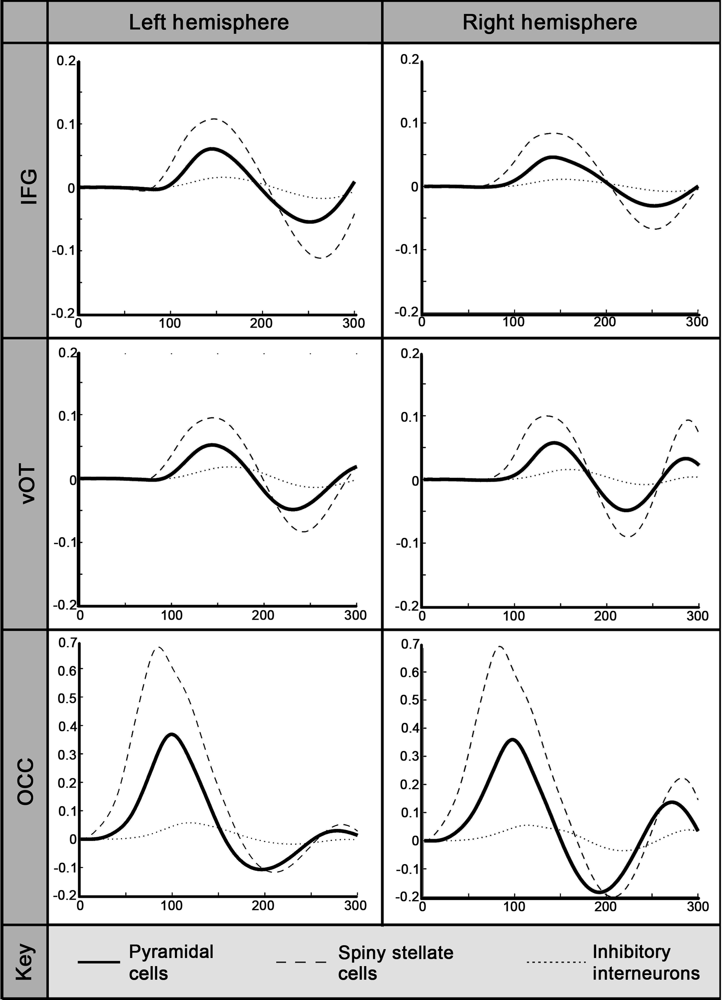 Left hemisphere
Right hemisphere
IFG
0.2
0.1
0
-0.1
-0.2
0 100 200 300
0.2
0.1
0
-0.1
-0.2
0 100 200 300
vOT
0.2
0.1
0
-0.1
-0.2
0 100 200 300
0.2
0.1
0
-0.1
-0.2
0 100 200 300
OCC
0.7
0.6
0.5
0.4
0.3
0.2
0.1
0
-0.1
-0.2
0 100 200 300
0.7
0.6
0.5
0.4
0.3
0.2
0.1
0
-0.1
-0.2
0 100 200 300
Key
Pyramidal
cells
Spiny stellate
cells
Inhibitory
interneurons